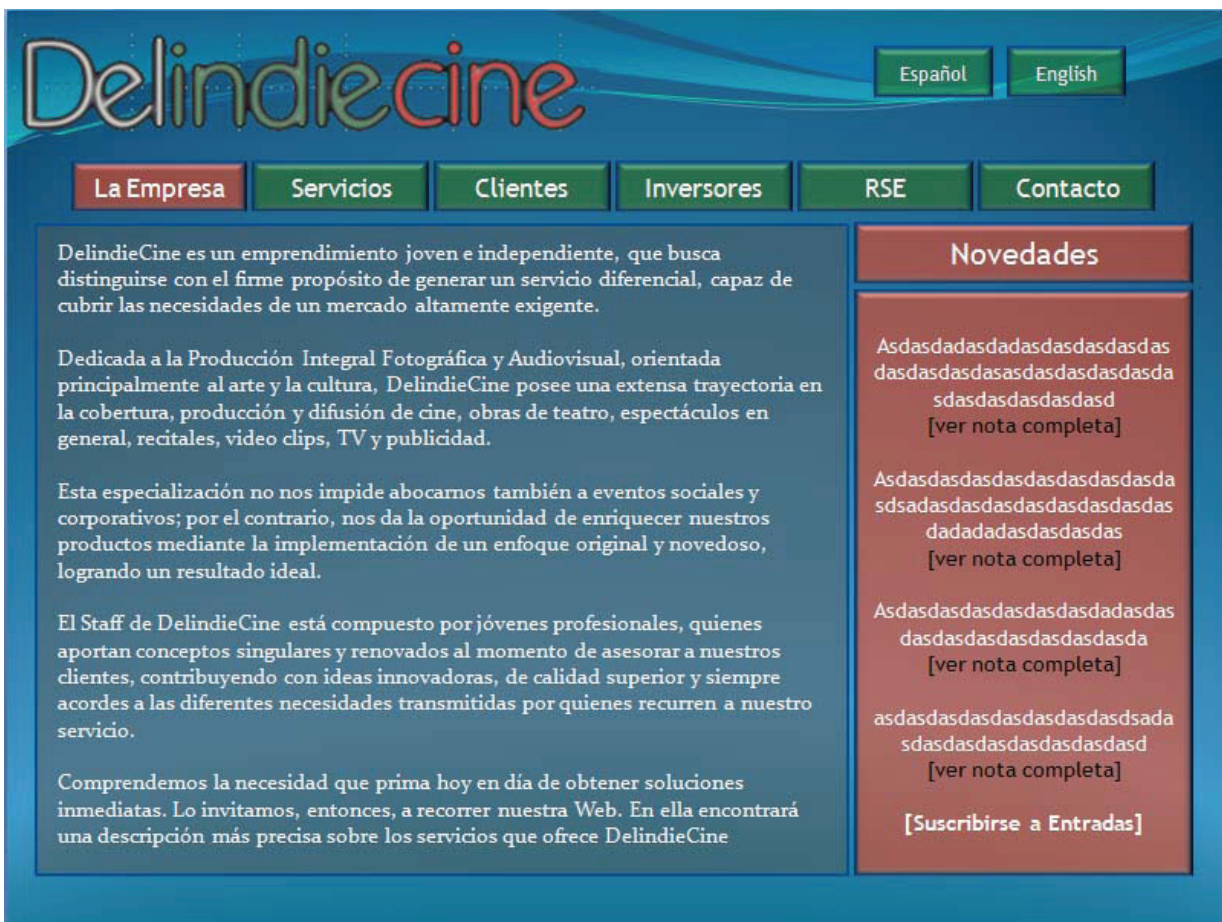 Delindiecine
Español
English
La Empresa
Servicios
Clientes
Inversores
RSE
Contacto
DelindieCine es un emprendimiento joven e independiente, que busca
distinguirse con el firme propósito de generar un servicio diferencial, capaz de
cubrir las necesidades de un mercado altamente exigente.
Dedicada a la Producción Integral Fotográfica y Audiovisual, orientada
principalmente al arte y la cultura, DelindieCine posee una extensa trayectoria en
la cobertura, producción y difusión de cine, obras de teatro, espectáculos en
general, recitales, video clips, TV y publicidad.
Esta especialización no nos impide abocarnos también a eventos sociales y
corporativos; por el contrario, nos da la oportunidad de enriquecer nuestros
productos mediante la implementación de un enfoque original y novedoso,
logrando un resultado ideal.
El Staff de DelindieCine está compuesto por jóvenes profesionales, quienes
aportan conceptos singulares y renovados al momento de asesorar a nuestros
clientes, contribuyendo con ideas innovadoras, de calidad superior y siempre
acordes a las diferentes necesidades transmitidas por quienes recurren a nuestro
servicio.
Comprendemos la necesidad que prima hoy en día de obtener soluciones
inmediatas. Lo invitamos, entonces, a recorrer nuestra Web. En ella encontrará
una descripción más precisa sobre los servicios que ofrece DelindieCine
Novedades
Asdasdadasdadasdasdasdasdas
dasdasdasdasasdasdasdasdasda
sdasdasdasdasdasd
[ver nota completa]
Asdasdasdasdasdasdasdasdasda
sdsadasdasdasdasdasdasdasdas
dadadadasdasdasdas
[ver nota completa]
Asdasdasdasdasdasdasdadasdas
dasdasdasdasdasdasdasda
[ver nota completa]
asdasdasdasdasdasdasdasdsada
sdasdasdasdasdasdasdasd
[ver nota completa]
[Suscribirse a Entradas]